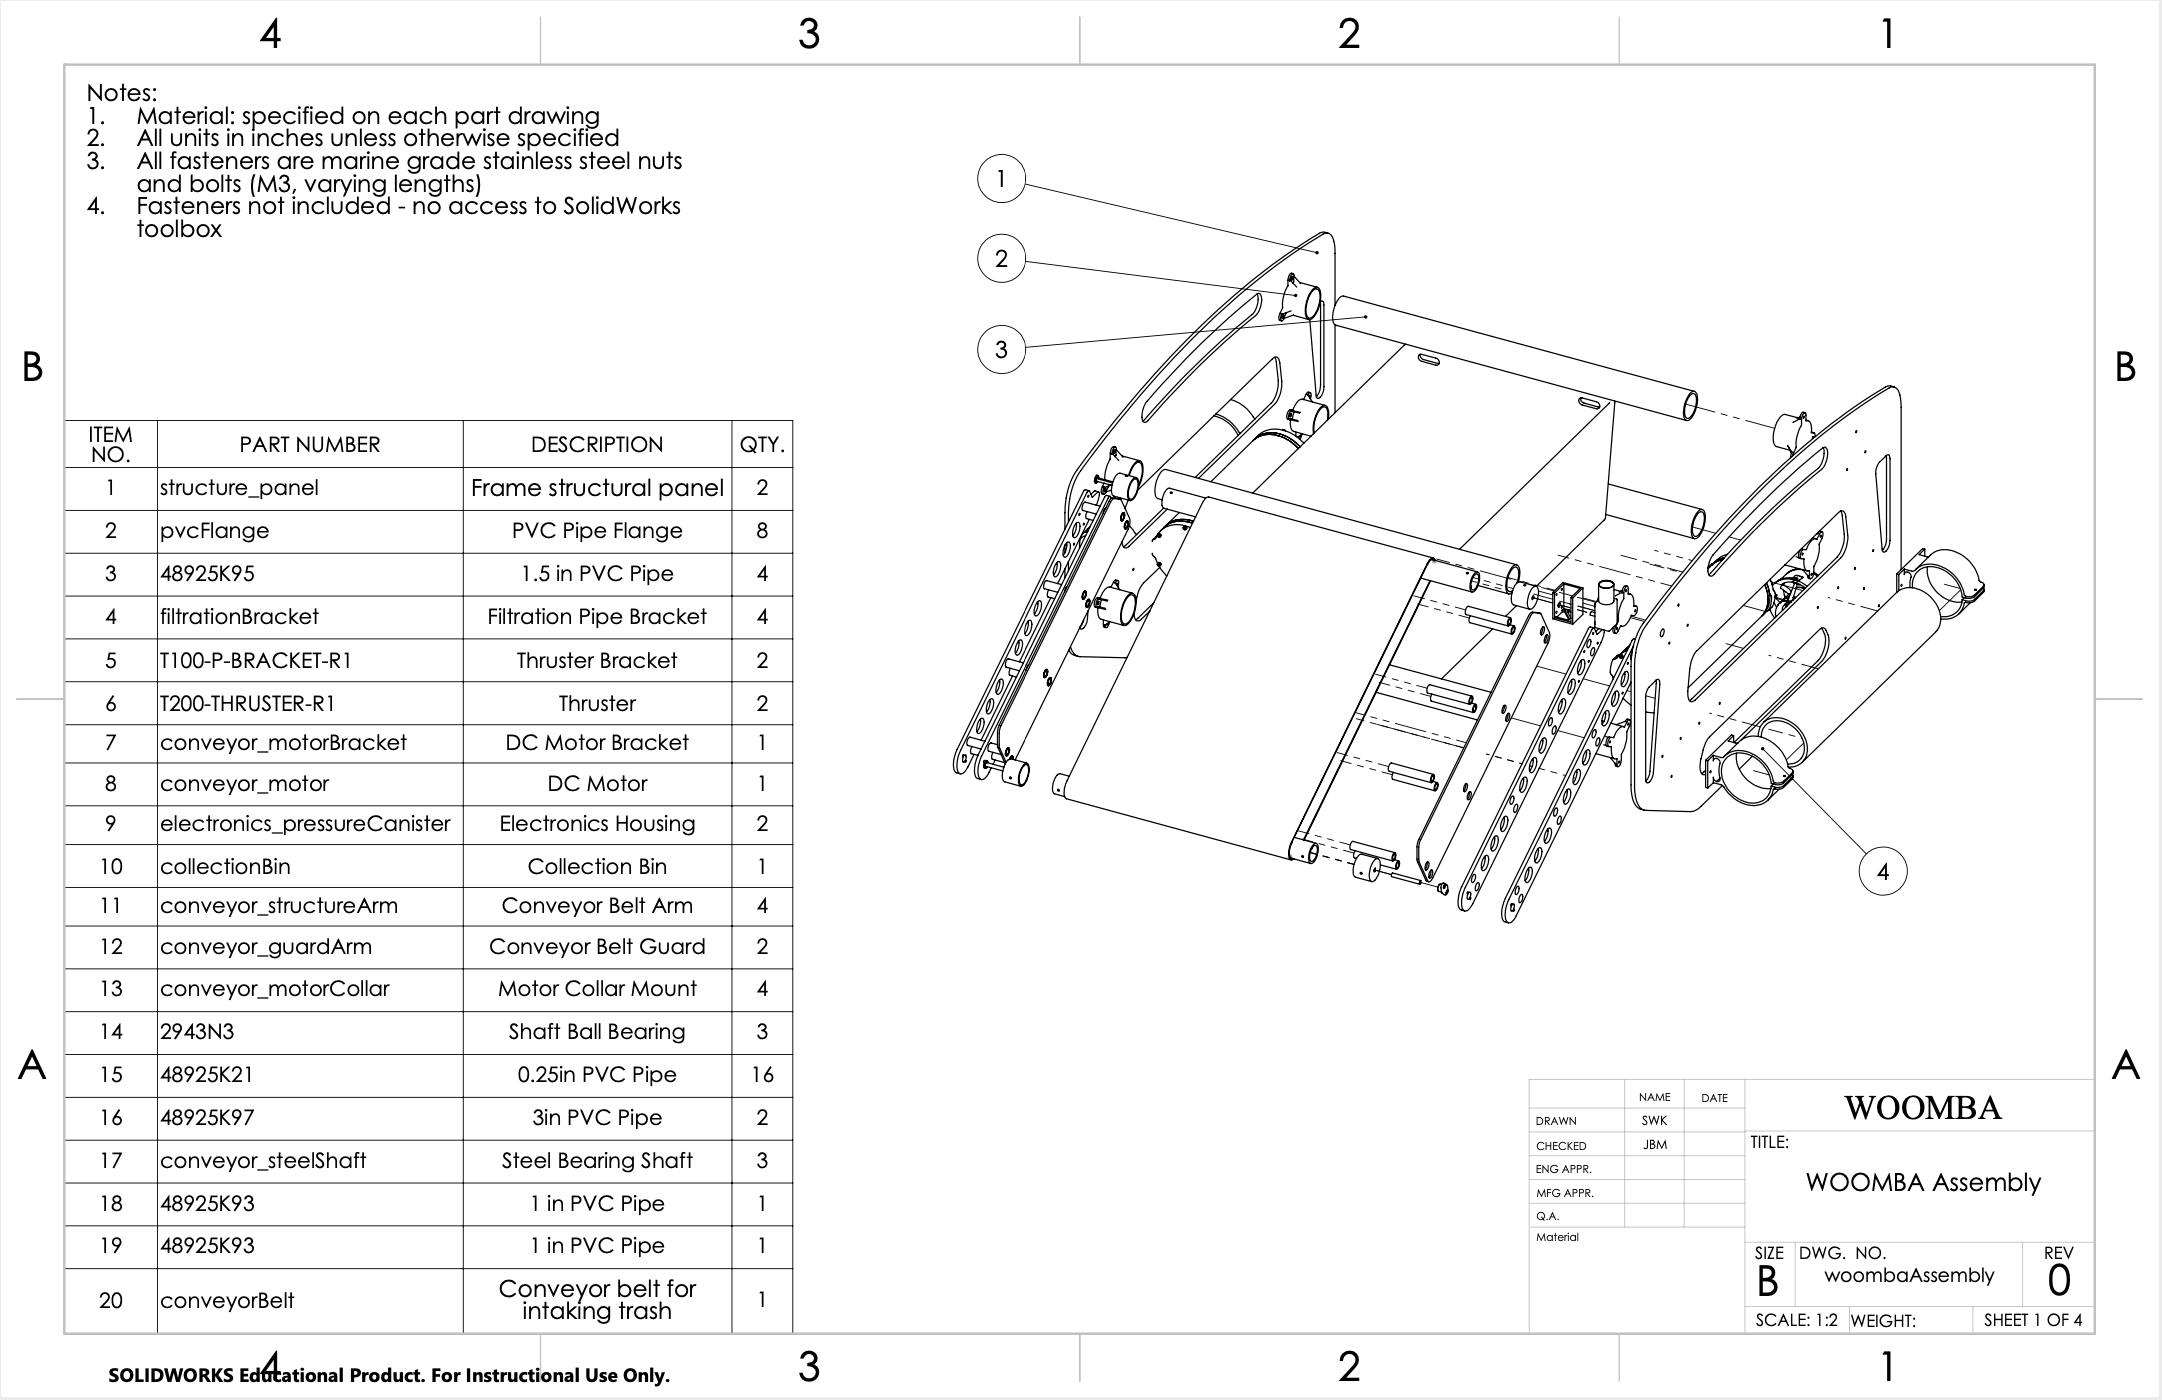 4 3 2 1
Notes:
1. Material: specified on each part drawing
2. All units in inches unless otherwise specified
3. All fasteners are marine grade stainless steel nuts
and bolts (M3, varying lengths)
4. Fasteners not included - no access to SolidWorks
toolbox
1
2
3
4
B B
A A
ITEM NO. PART NUMBER DESCRIPTION QTY.
1 structure_panel Frame structural panel 2
2 pvcFlange PVC Pipe Flange 8
3 48925K95 1.5 in PVC Pipe 4
4 filtrationBracket Filtration Pipe Bracket 4
5 T100-P-BRACKET-R1 Thruster Bracket 2
6 T200-THRUSTER-R1 Thruster 2
7 conveyor_motorBracket DC Motor Bracket 1
8 conveyor_motor DC Motor 1
9 electronics_pressureCanister Electronics Housing 2
10 collectionBin Collection Bin 1
11 conveyor_structureArm Conveyor Belt Arm 4
12 conveyor_guardArm Conveyor Belt Guard 2
13 conveyor_motorCollar Motor Collar Mount 4
14 2943N3 Shaft Ball Bearing 3
15 48925K21 0.25in PVC Pipe 16
16 48925K97 3in PVC Pipe 2
17 conveyor_steelShaft Steel Bearing Shaft 3
18 48925K93 1 in PVC Pipe 1
19 48925K93 1 in PVC Pipe 1
20 conveyorBelt Conveyor belt for intaking trash 1
NAME DATE
DRAWN SWK
CHECKED JBM
ENG APPR.
MFG APPR.
Q.A.
Material
WOOMBA
TITLE:
WOOMBA Assembly
SIZE DWG. NO. REV
B woombaAssembly 0
SCALE: 1:2 WEIGHT: SHEET 1 OF 4
4 3 2 1
SOLIDWORKS Educational Product. For Instructional Use Only.